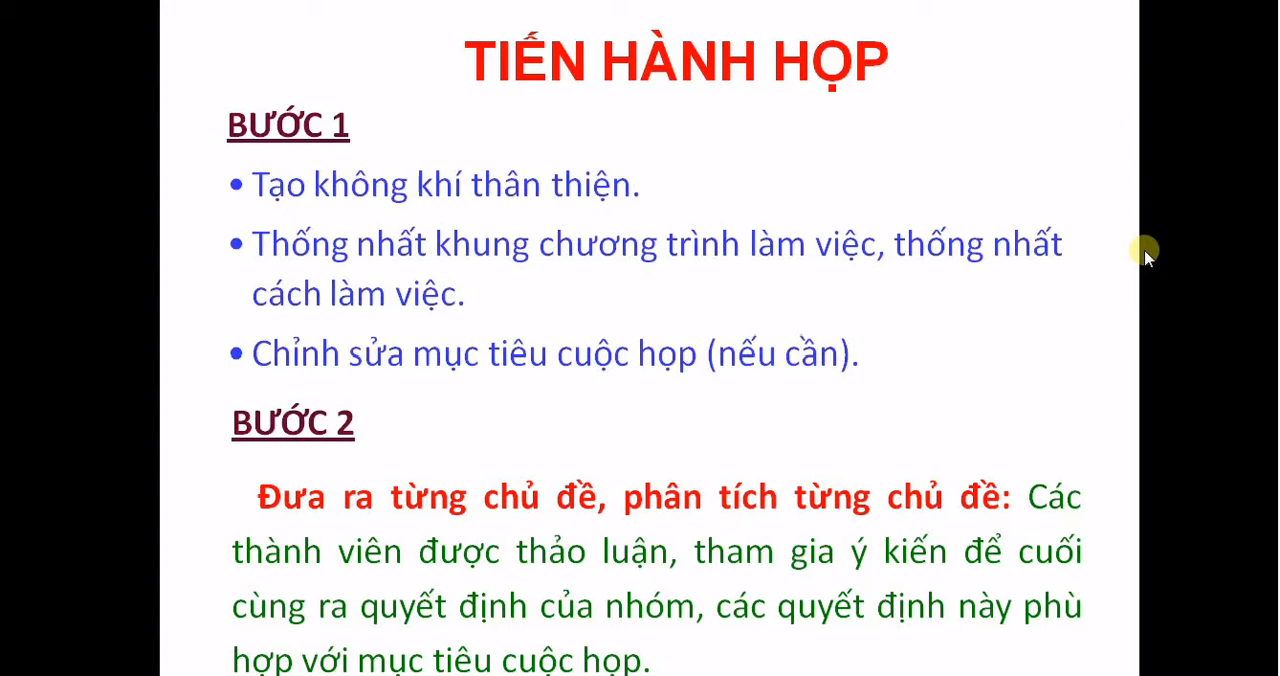 TIẾN HÀNH HỌP
BƯỚC 1
• Tạo không khí thân thiện.
• Thống nhất khung chương trình làm việc, thống nhất
cách làm việc.
• Chỉnh sửa mục tiêu cuộc họp (nếu cần).
BƯỚC 2
Đưa ra từng chủ đề, phân tích từng chủ đề: Các
thành viên được thảo luận, tham gia ý kiến để cuối
cùng ra quyết định của nhóm, các quyết định này phù
hợp với mục tiêu cuộc họp.